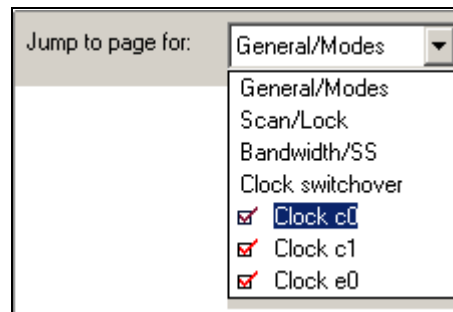 Jump to page for: General/Modes
General/Modes
Scan/Lock
Bandwidth/SS
Clock switchover
Clock c0
Clock c1
Clock e0